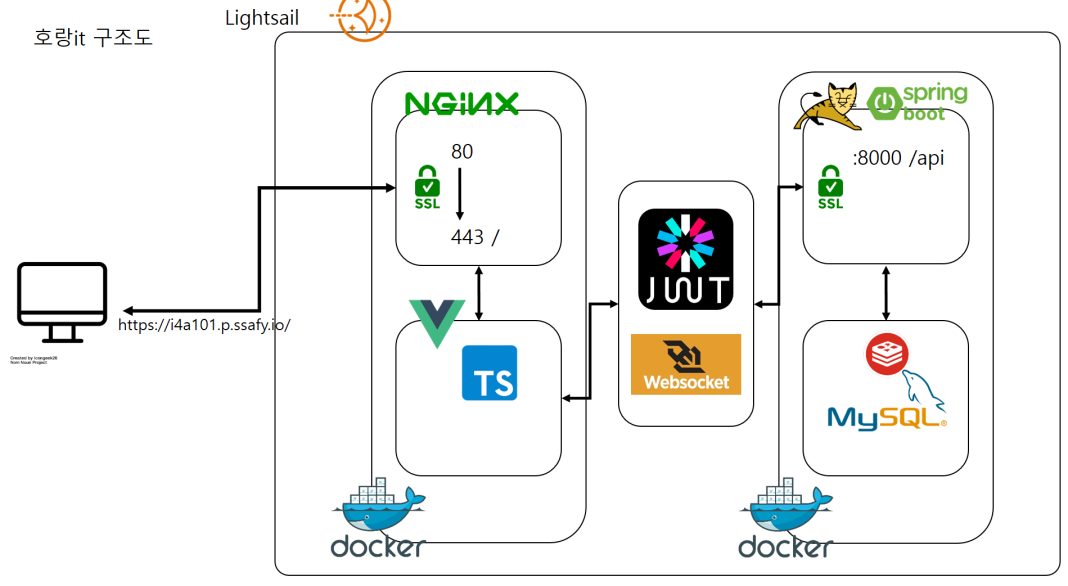 호랑it 구조도
Lightsail
NGiNX
80
SSL
443 /
https://i4a101.p.ssafy.io/
Created by Icongeek26
from Noun Project
TS
docker
JWT
Websocket
spring
boot
:8000 /api
SSL
MySQL®
docker